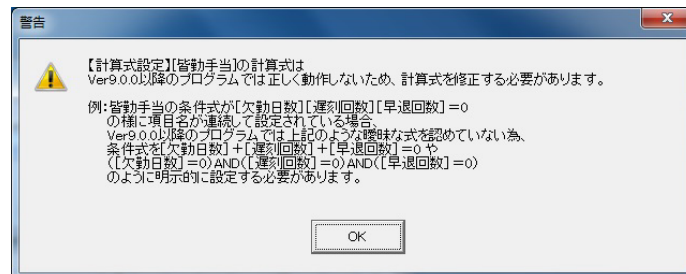 警告
【計算式設定】[皆勤手当]の計算式は
Ver9.0.0以降のプログラムでは正しく動作しないため、計算式を修正する必要があります。
例:皆勤手当の条件式が[欠勤日数][遅刻回数][早退回数]=0
の様に項目名が連続して設定されている場合、
Ver9.0.0以降のプログラムでは上記のような曖昧な式を認めていない為、
条件式を[欠勤日数]+[遅刻回数]+[早退回数]=0 や
([欠勤日数]=0)AND([遅刻回数]=0)AND([早退回数]=0)
のように明示的に設定する必要があります。
OK